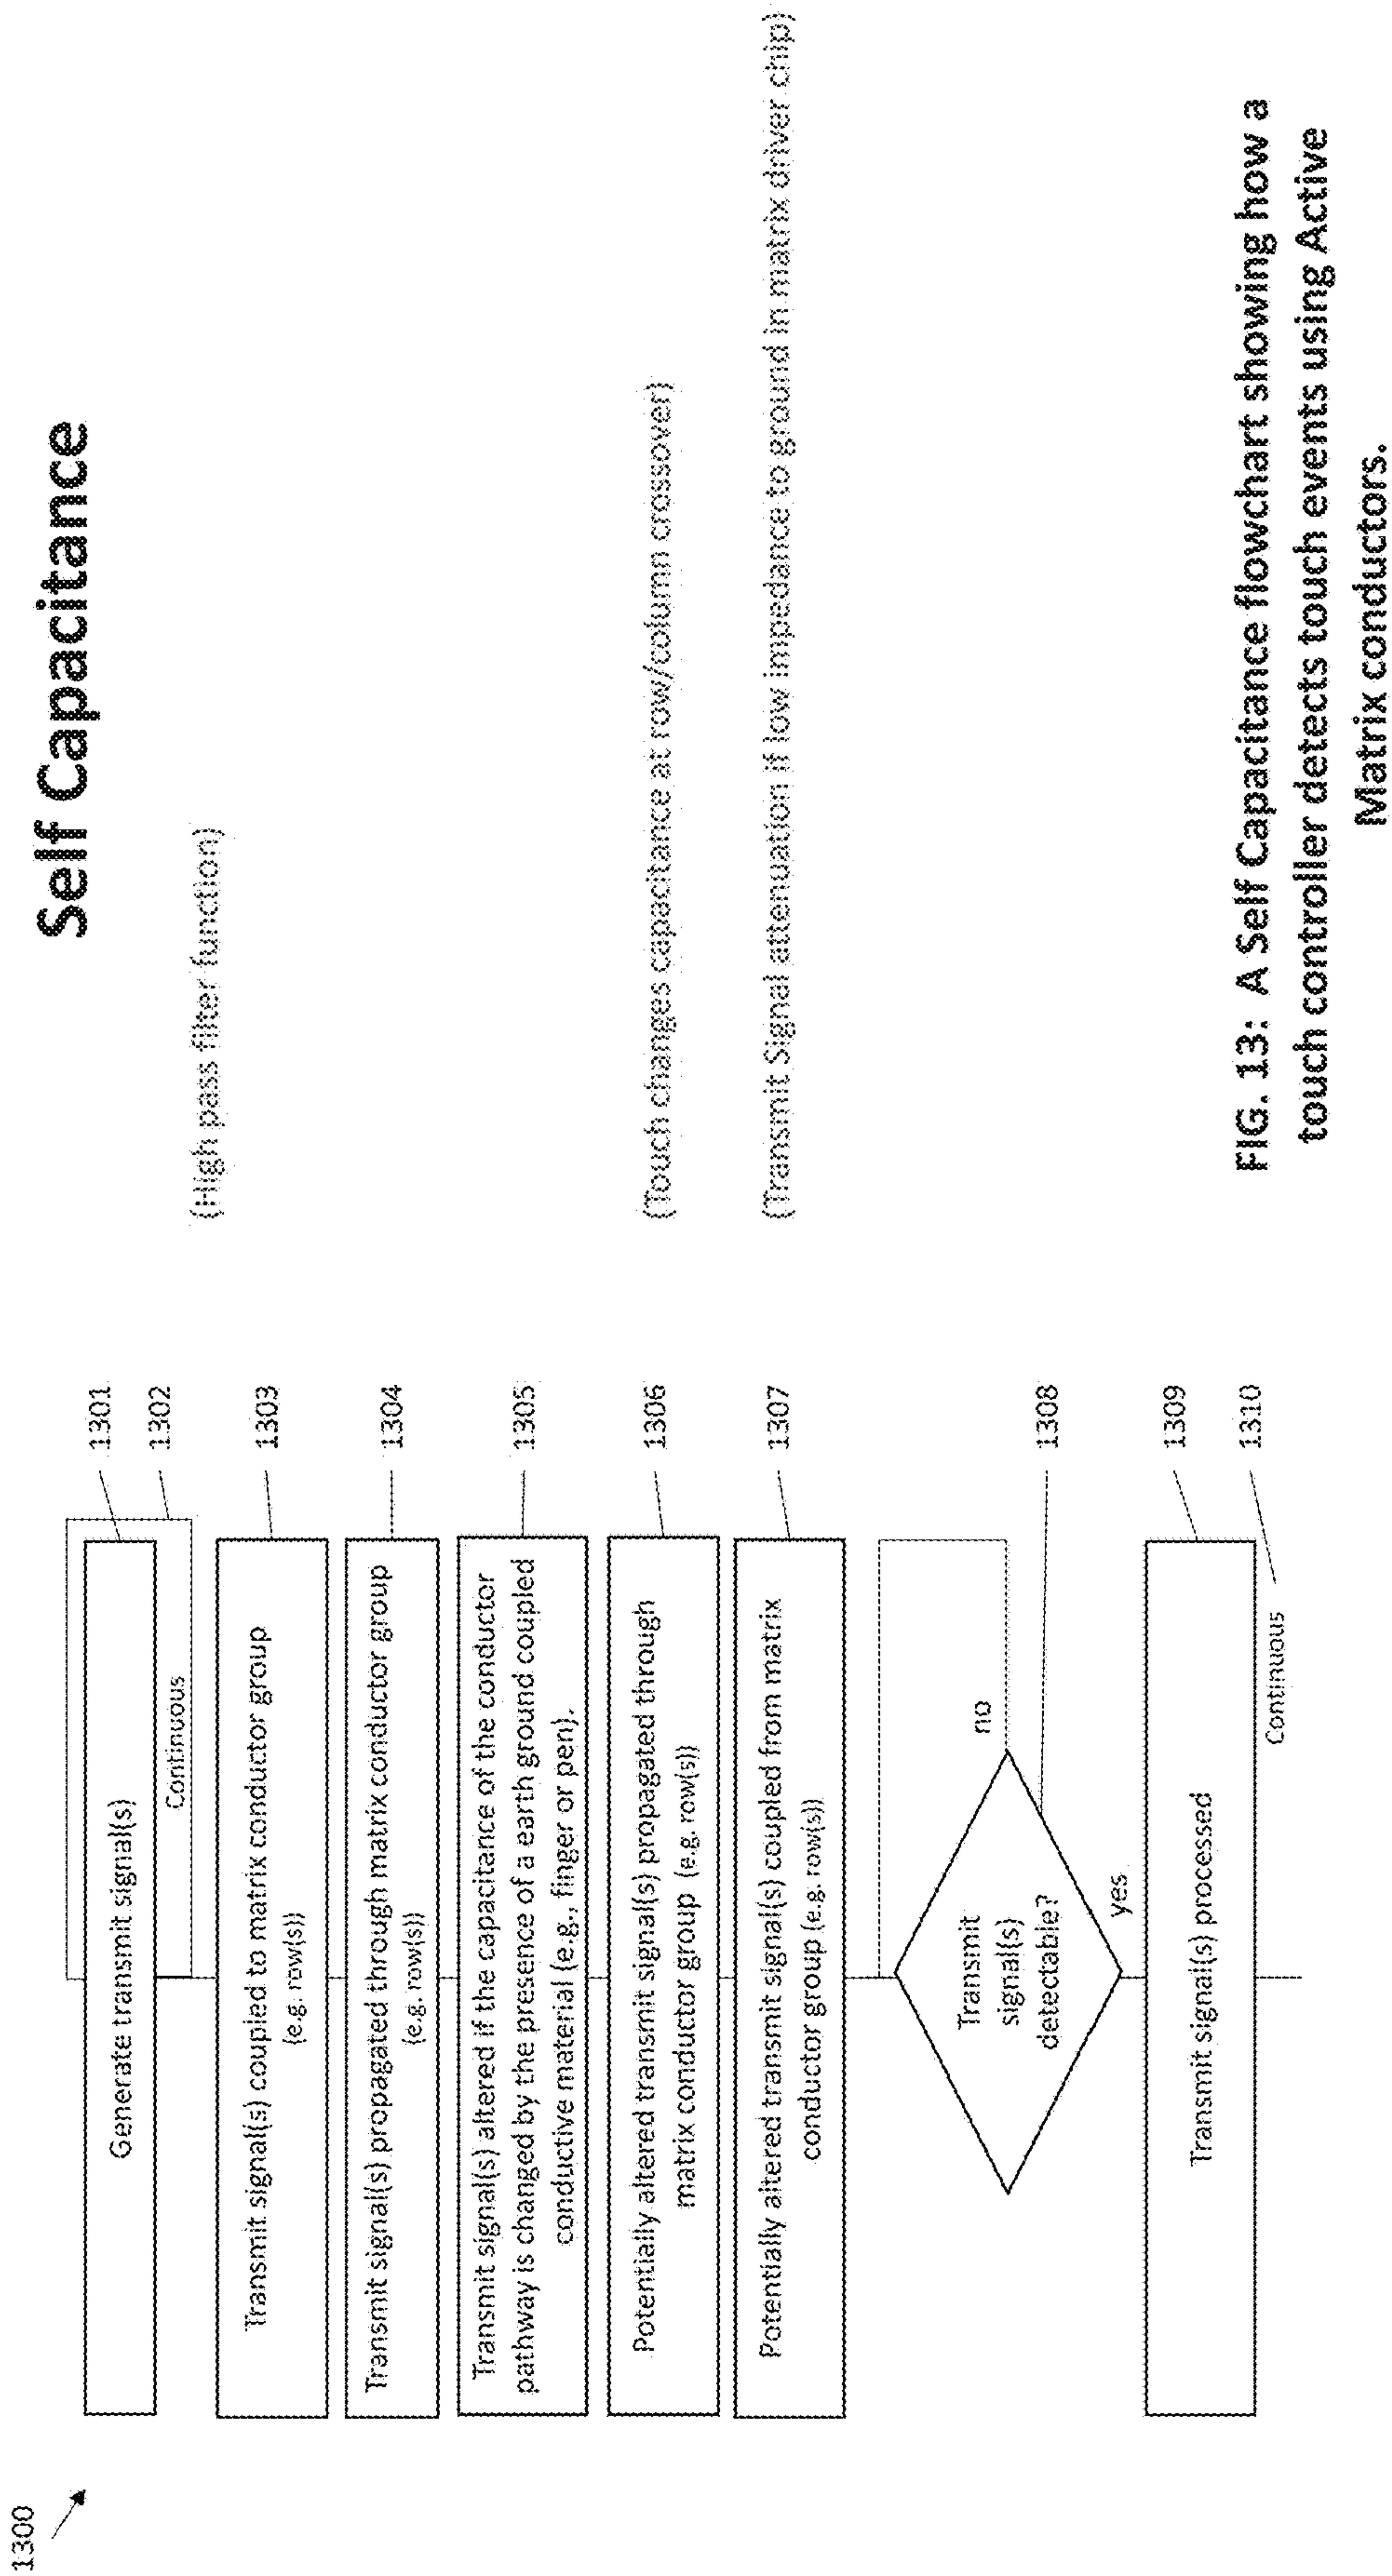 1300
Self Capacitance
Generate transmit signal(s)
1301
Continuous
1302
(High pass filter function)
Transmit signal(s) coupled to matrix conductor group
(e.g. row(s))
1303
Transmit signal(s) propagated through matrix conductor group
(e.g. row(s))
1304
Transmit signal(s) altered if the capacitance of the conductor
pathway is changed by the presence of a earth ground coupled
conductive material (e.g., finger or pen).
1305
Potentially altered transmit signal(s) propagated through
matrix conductor group (e.g. row(s))
1306
(Touch changes capacitance at row/column crossover)
Potentially altered transmit signal(s) coupled from matrix
conductor group (e.g. row(s))
1307
(Transmit Signal attenuation if low impedance to ground in matrix driver chip)
Transmit
signal(s)
detectable?
no
1308
yes
Transmit signal(s) processed
1309
Continuous
1310
FIG. 13: A Self Capacitance flowchart showing how a
touch controller detects touch events using Active
Matrix conductors.